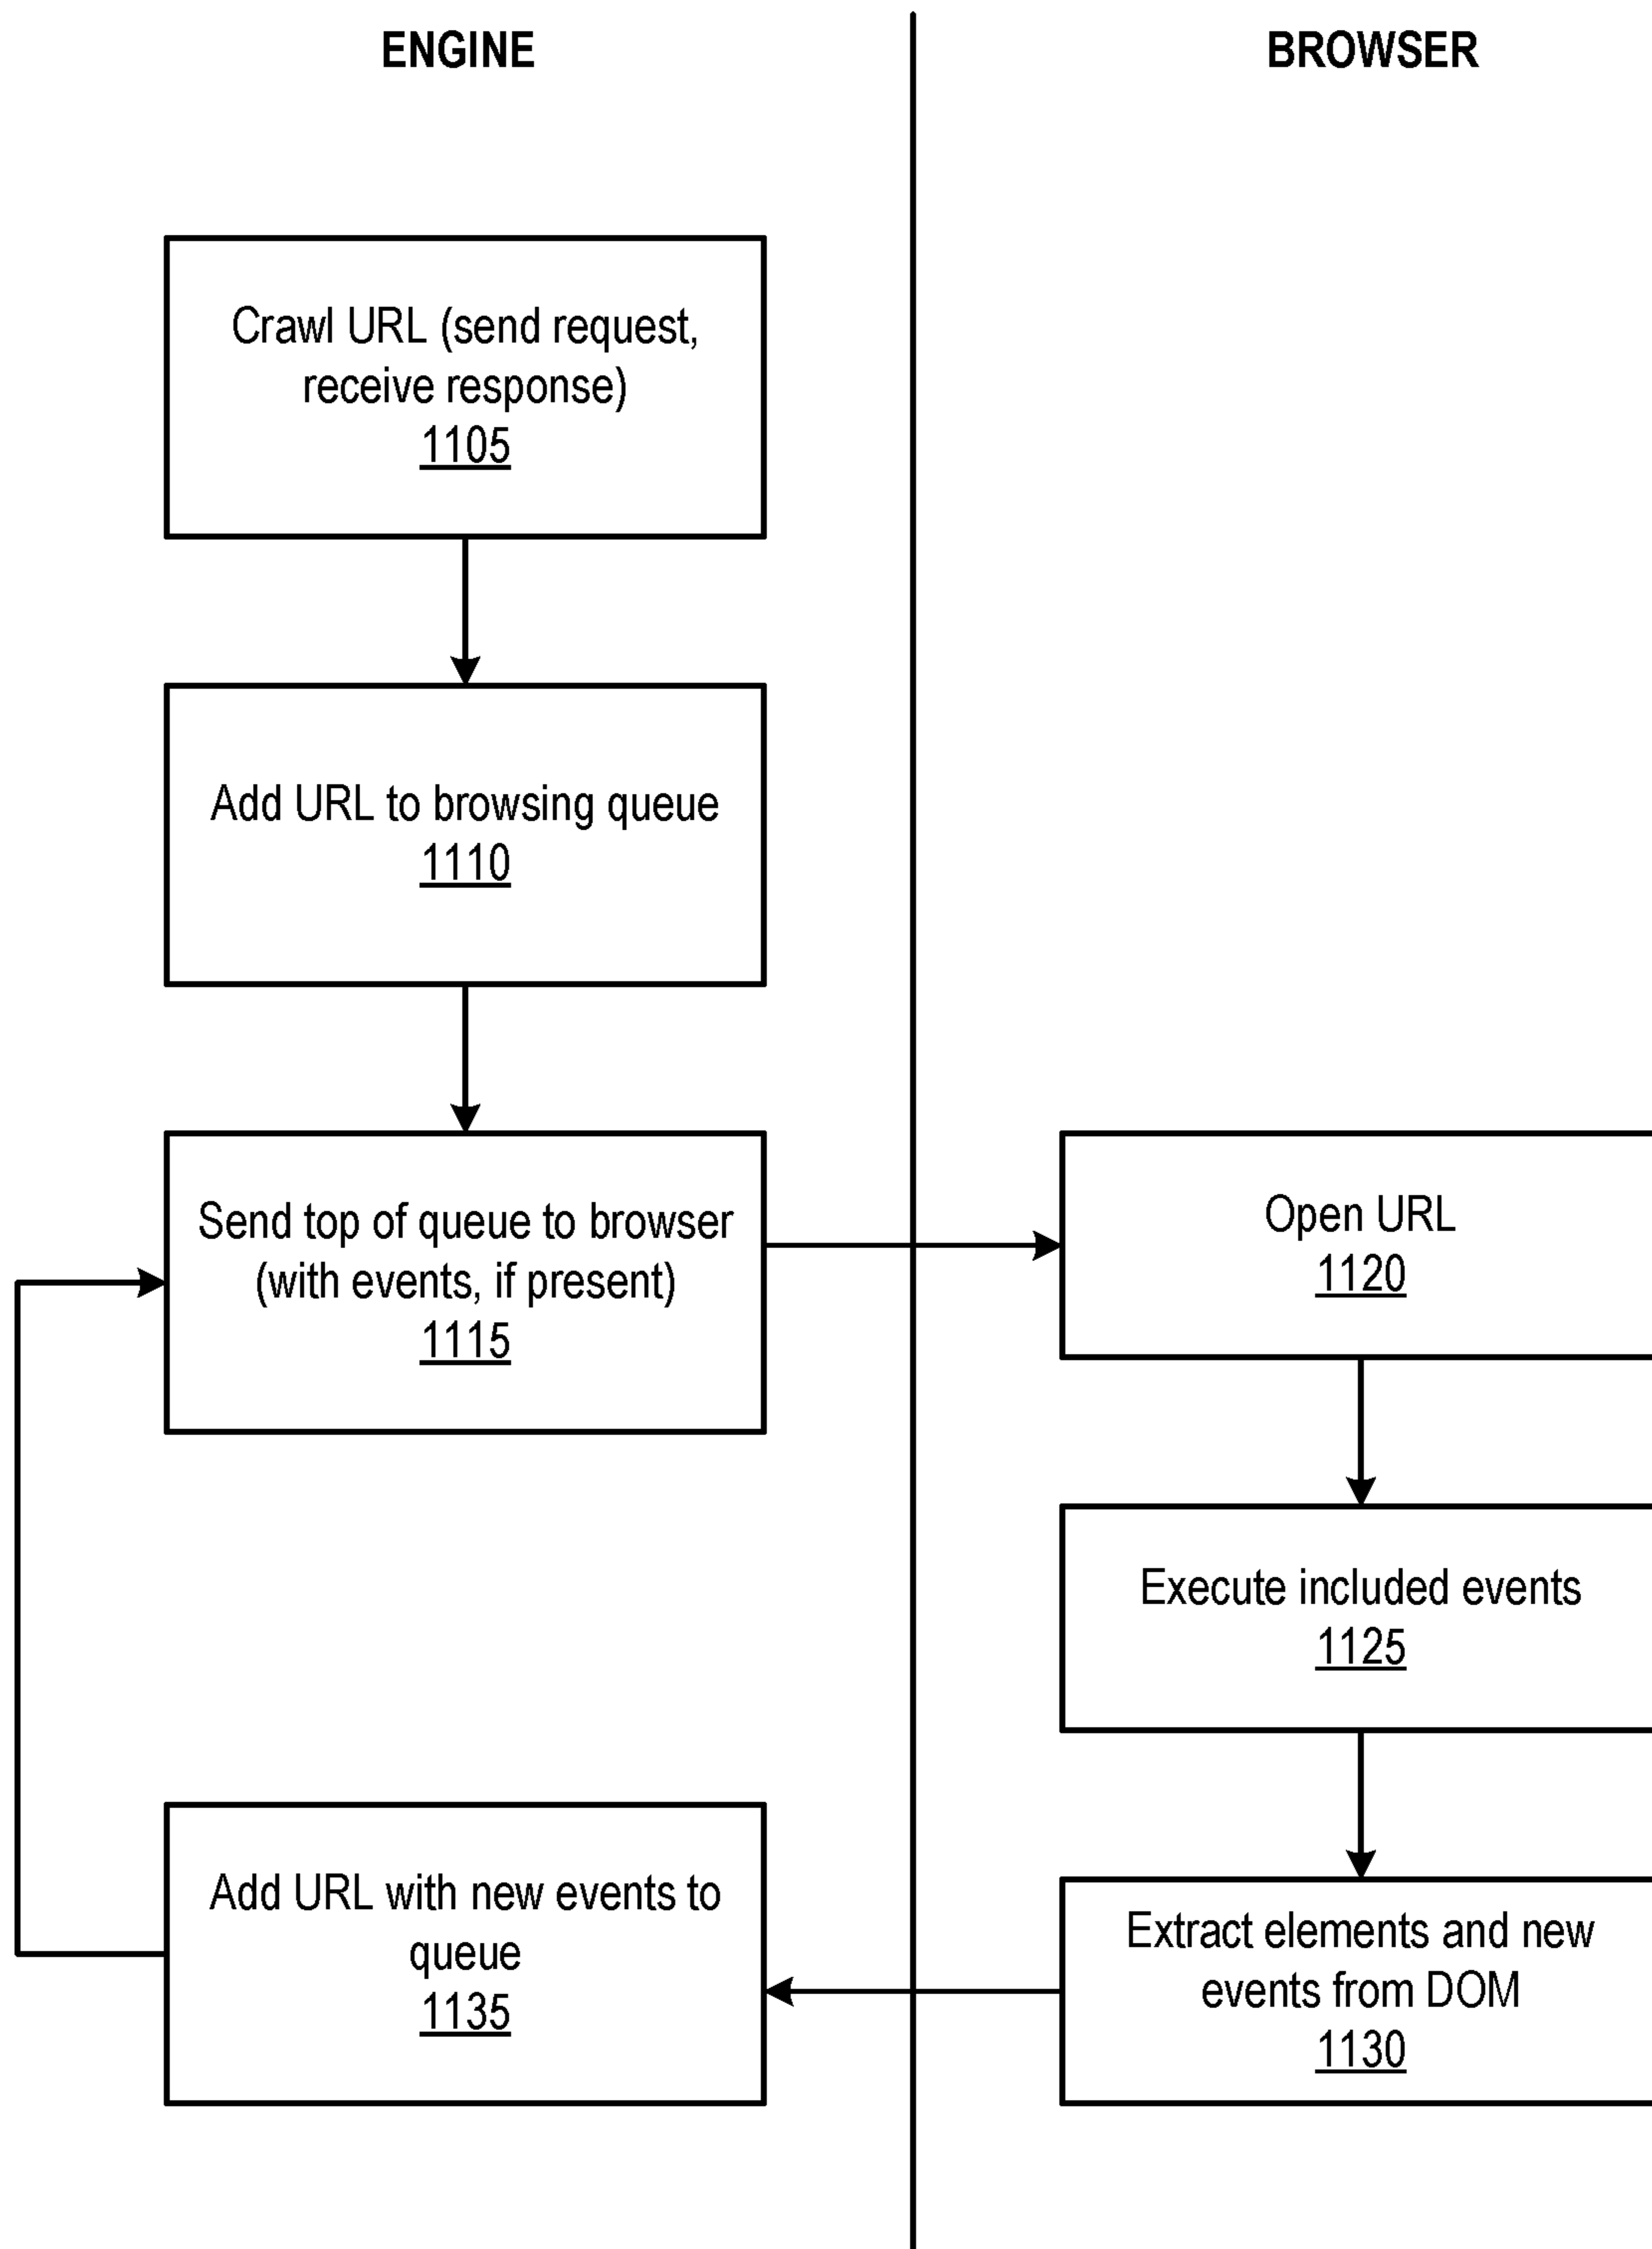 ENGINE
BROWSER
Crawl URL (send request,
receive response)
1105
Add URL to browsing queue
1110
Send top of queue to browser
(with events, if present)
1115
Open URL
1120
Execute included events
1125
Add URL with new events to
queue
1135
Extract elements and new
events from DOM
1130